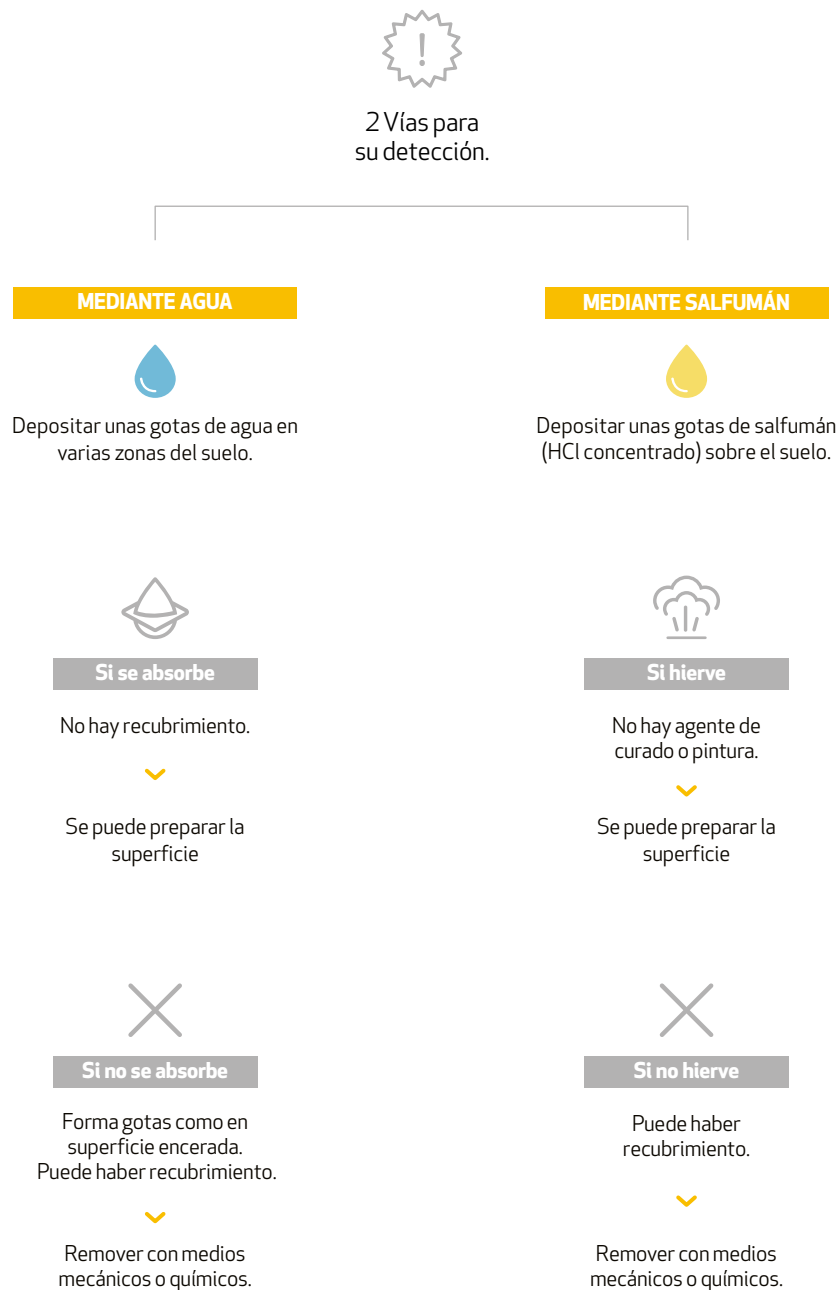 !
2 Vías para
su detección.
MEDIANTE AGUA
Depositar unas gotas de agua en
varias zonas del suelo.
Si se absorbe
No hay recubrimiento.
Se puede preparar la
superficie
Si no se absorbe
Forma gotas como en
superficie encerada.
Puede haber recubrimiento.
Remover con medios
mecánicos o químicos.
MEDIANTE SALFUMÁN
Depositar unas gotas de salfumán
(HCl concentrado) sobre el suelo.
Si hierve
No hay agente de
curado o pintura.
Se puede preparar la
superficie
Si no hierve
Puede haber
recubrimiento.
Remover con medios
mecánicos o químicos.